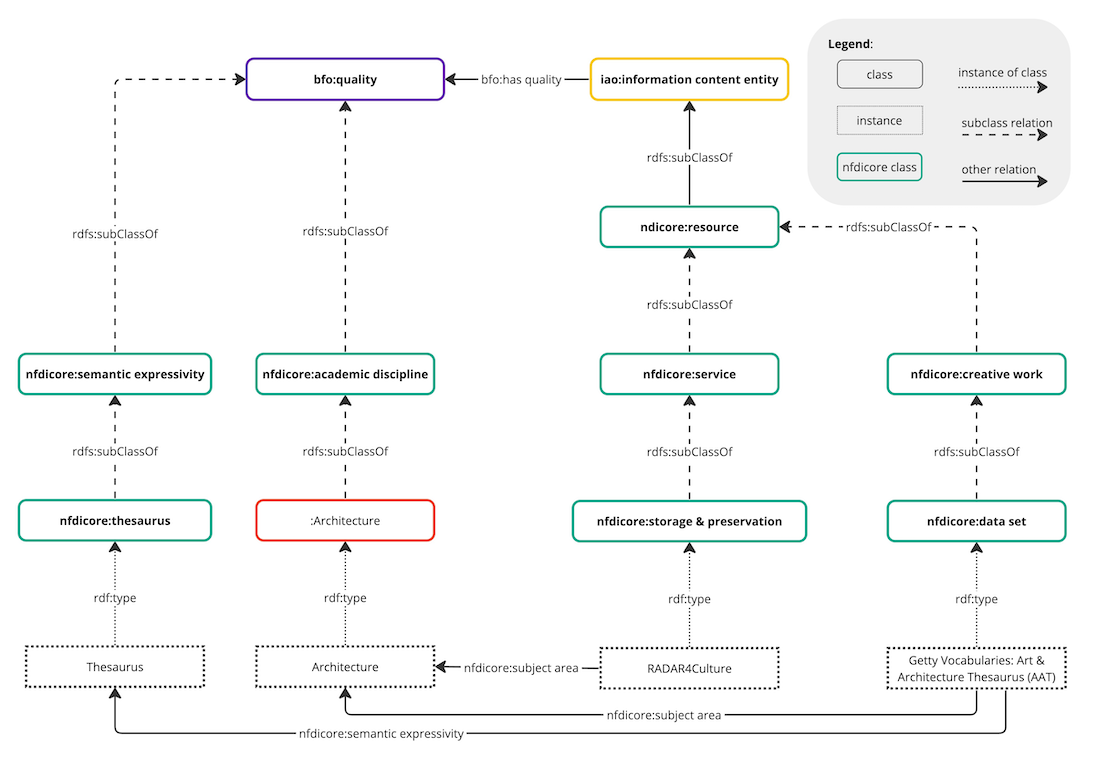 Legend:
class
instance of class
instance
subclass relation
nfdicore class
other relation
bfo:quality
bfo:has quality
iao:information content entity
rdfs:subClassOf
ndicore:resource
rdfs:subClassOf
rdfs:subClassOf
rdfs:subClassOf
rdfs:subClassOf
nfdicore:semantic expressivity
nfdicore:academic discipline
nfdicore:service
nfdicore:creative work
rdfs:subClassOf
rdfs:subClassOf
rdfs:subClassOf
rdfs:subClassOf
nfdicore:thesaurus
:Architecture
nfdicore:storage & preservation
nfdicore:data set
rdf:type
rdf:type
rdf:type
rdf:type
Thesaurus
Architecture
nfdicore:subject area
RADAR4Culture
Getty Vocabularies: Art &
Architecture Thesaurus (AAT)
nfdicore:subject area
nfdicore:semantic expressivity